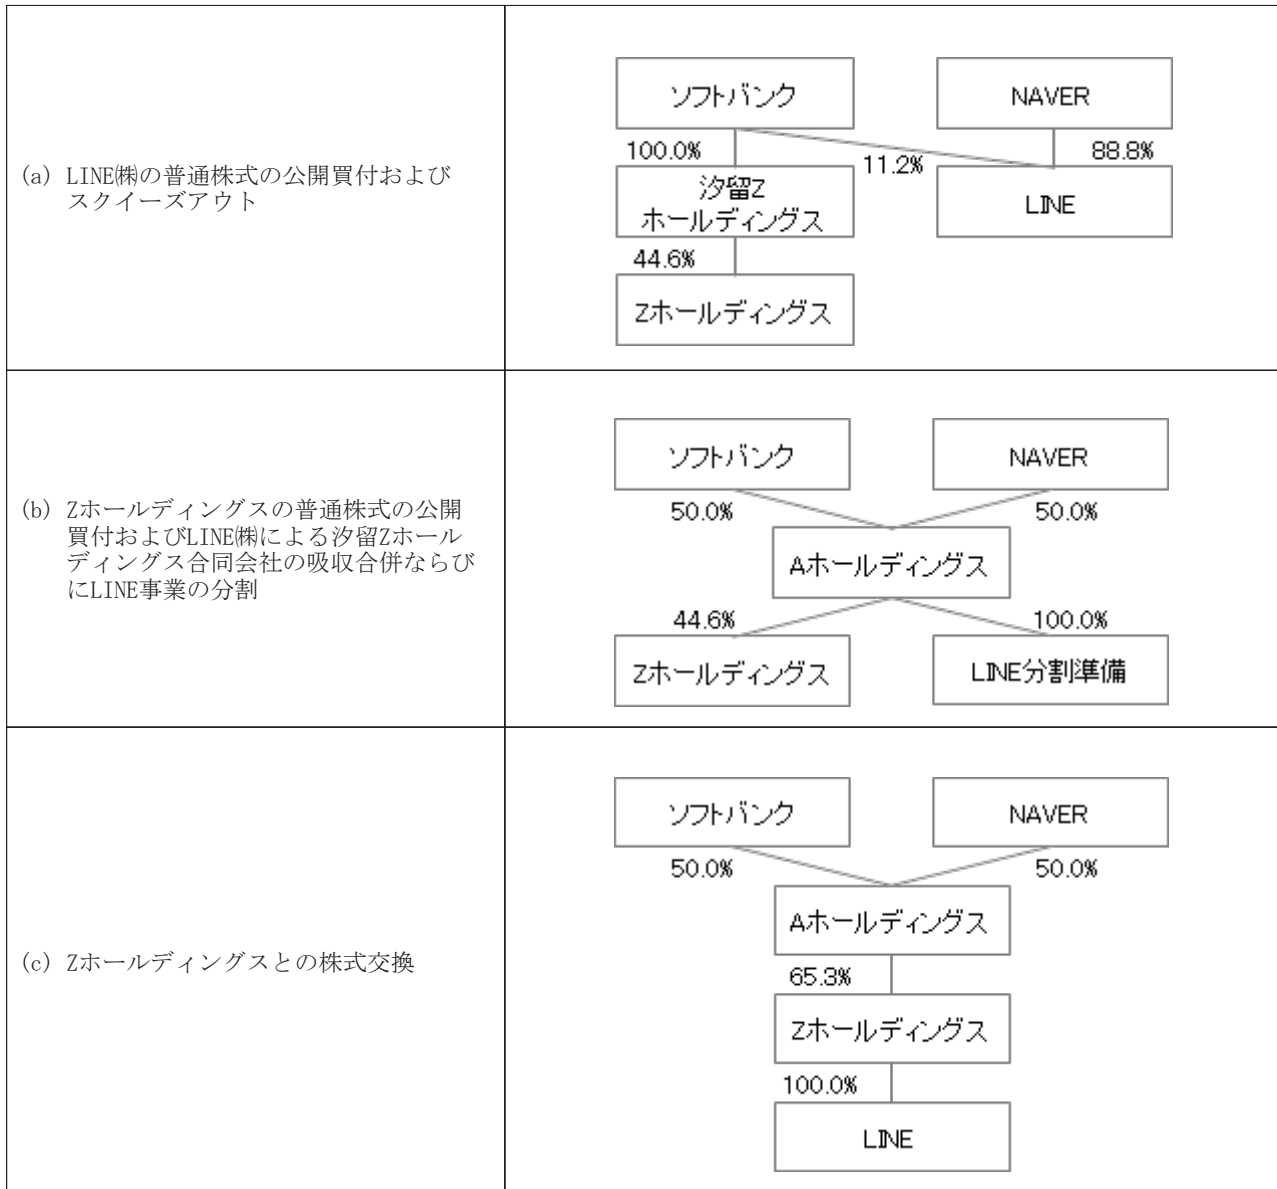 (a) LINE㈱の普通株式の公開買付および
スクイーズアウト
ソフトバンク
NAVER
100.0%
11.2%
88.8%
汐留Z
ホールディングス
LINE
44.6%
Zホールディングス
(b) Zホールディングスの普通株式の公開
買付およびLINE㈱による汐留Zホール
ディングス合同会社の吸収合併ならび
にLINE事業の分割
ソフトバンク
NAVER
50.0%
50.0%
Aホールディングス
44.6%
100.0%
Zホールディングス
LINE分割準備
(c) Zホールディングスとの株式交換
ソフトバンク
NAVER
50.0%
50.0%
Aホールディングス
65.3%
Zホールディングス
100.0%
LINE